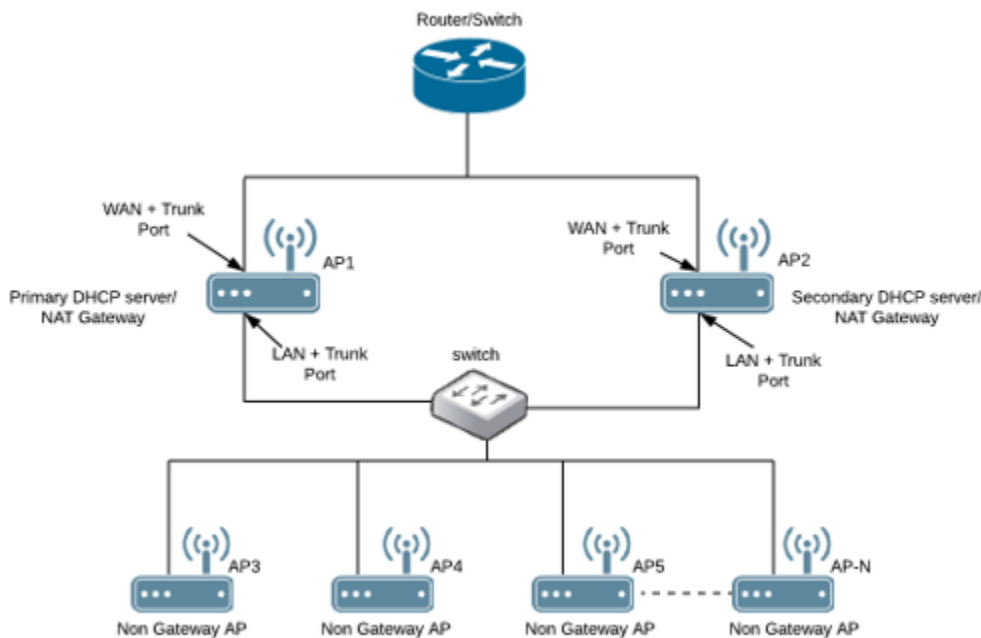 Router/Switch
WAN + Trunk
Port
AP1
Primary DHCP server/
NAT Gateway
LAN + Trunk
Port
WAN + Trunk
Port
AP2
Secondary DHCP server/
NAT Gateway
LAN + Trunk
Port
switch
AP3
Non Gateway AP
AP4
Non Gateway AP
AP5
Non Gateway AP
AP-N
Non Gateway AP